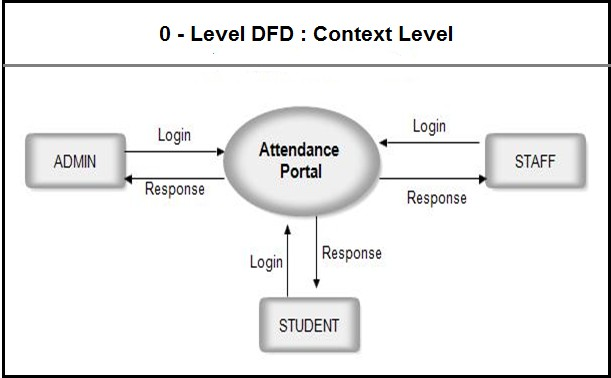 0 - Level DFD : Context Level
Login
Login
ADMIN
Attendance
Portal
STAFF
Response
Response
Login
Response
STUDENT